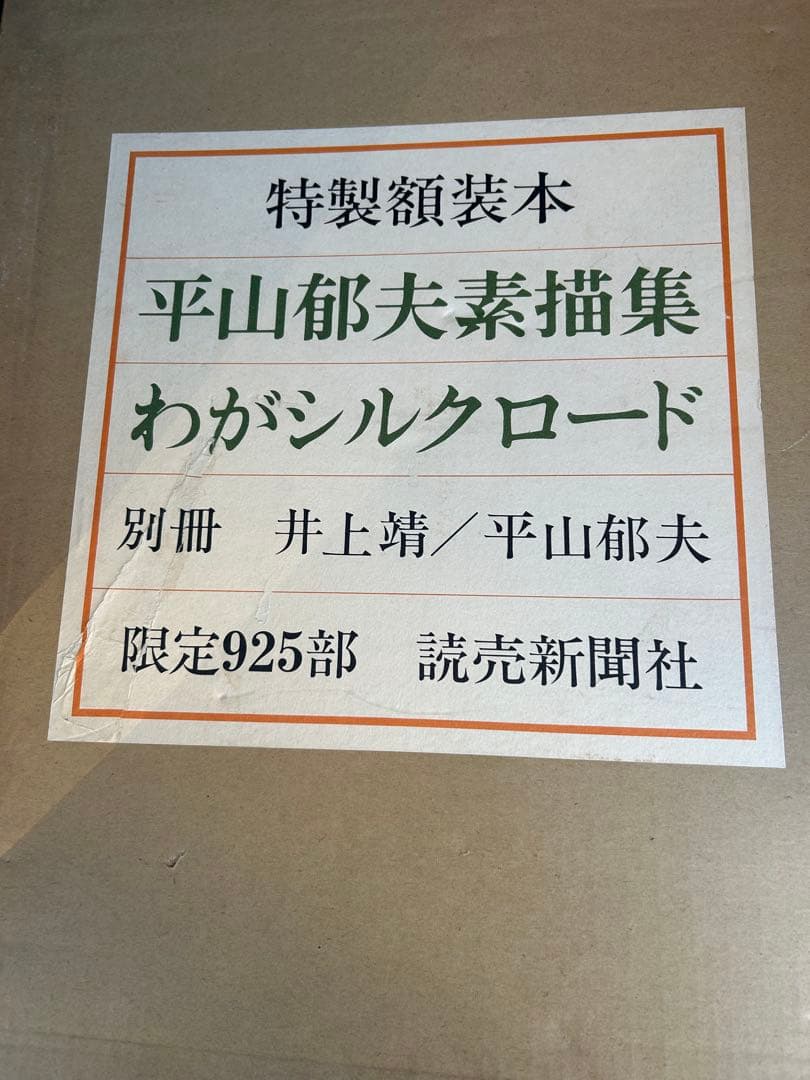 特製額装本
平山郁夫素描集
わがシルクロード
別冊　井上靖／平山郁夫
限定925部　読売新聞社